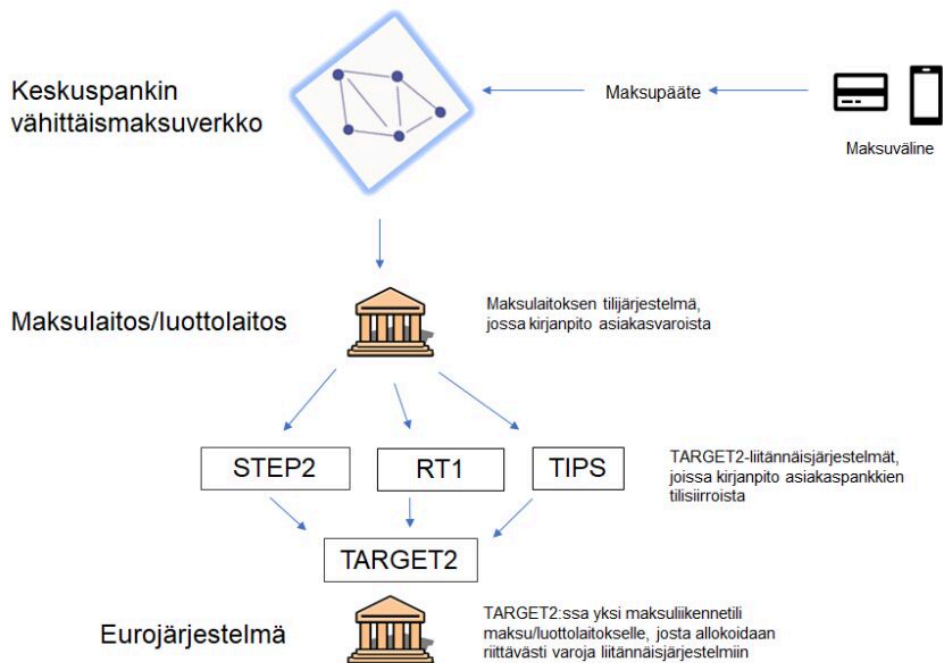 Keskuspankin
vähittäismaksuverkko
Maksupääte
Maksuväline
Maksulaitos/luottolaitos
Maksulaitoksen tilijärjestelmä,
jossa kirjanpito asiakasvaroista
STEP2
RT1
TIPS
TARGET2-liitännäisjärjestelmät,
joissa kirjanpito asiakaspankkien
tilisiirroista
TARGET2
Eurojärjestelmä
TARGET2:ssa yksi maksuliikennetili
maksu/luottolaitokselle, josta allokoidaan
riittävästi varoja liitännäisjärjestelmiin